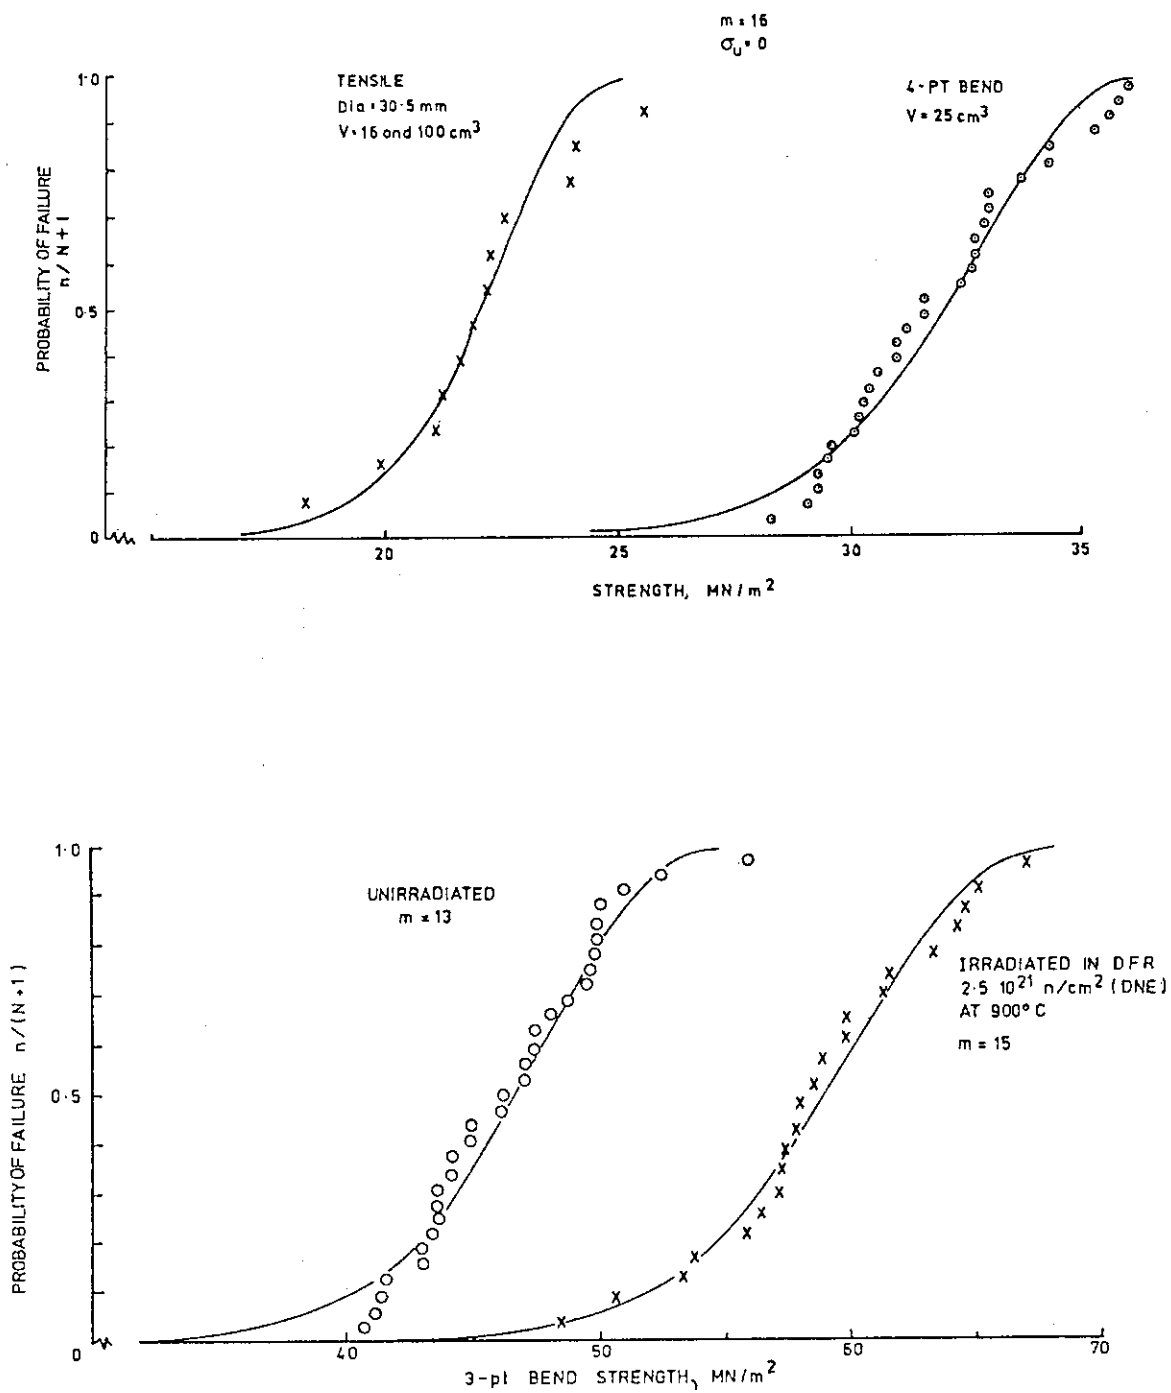 m = 16
σu = 0
TENSILE
Dia = 30·5 mm
V = 16 and 100 cm3
4-PT BEND
V = 25 cm3
PROBABILITY OF FAILURE
n/N+1
1·0
0·5
0
20
25
30
35
STRENGTH, MN/m2
UNIRRADIATED
m = 13
IRRADIATED IN DFR
2·5 10^21 n/cm2 (DNE)
AT 900°C
m = 15
PROBABILITY OF FAILURE n/(N+1)
1·0
0·5
0
40
50
60
70
3-pt BEND STRENGTH, MN/m2